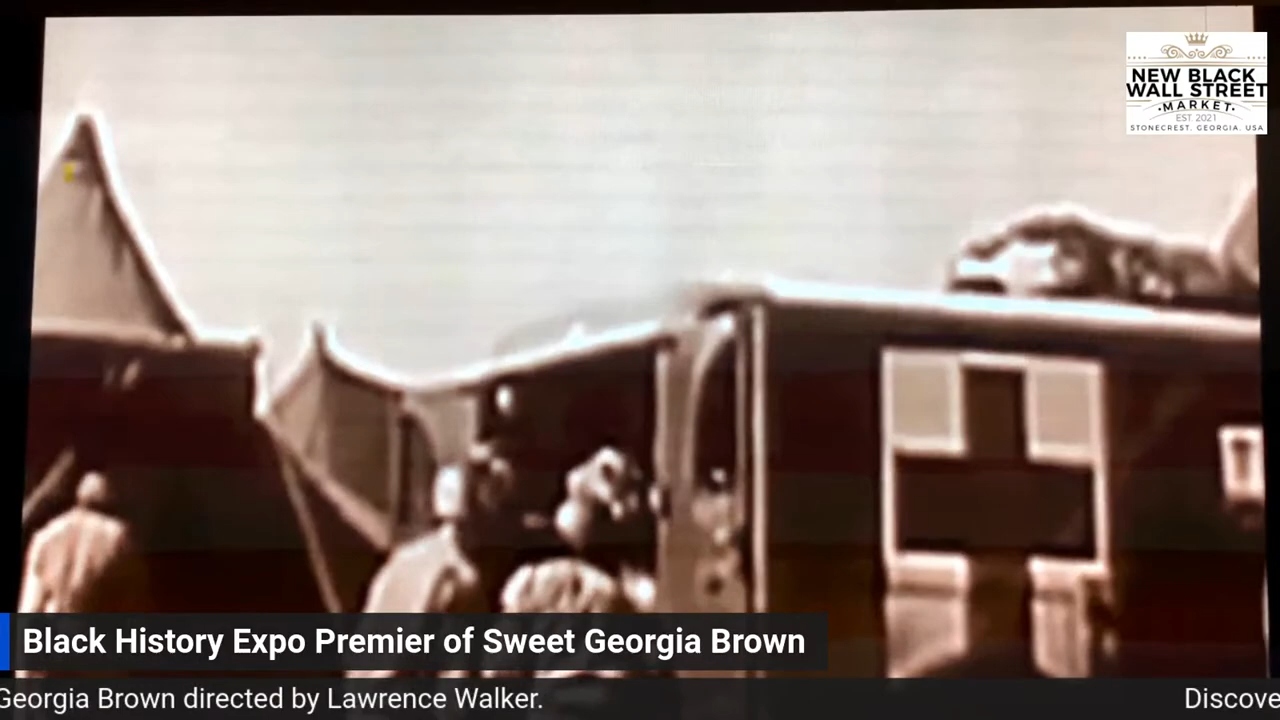 NEW BLACK
WALL STREET
MARKET
EST. 2021
STONECREST, GEORGIA, USA
Black History Expo Premier of Sweet Georgia Brown
Georgia Brown directed by Lawrence Walker.
Discove